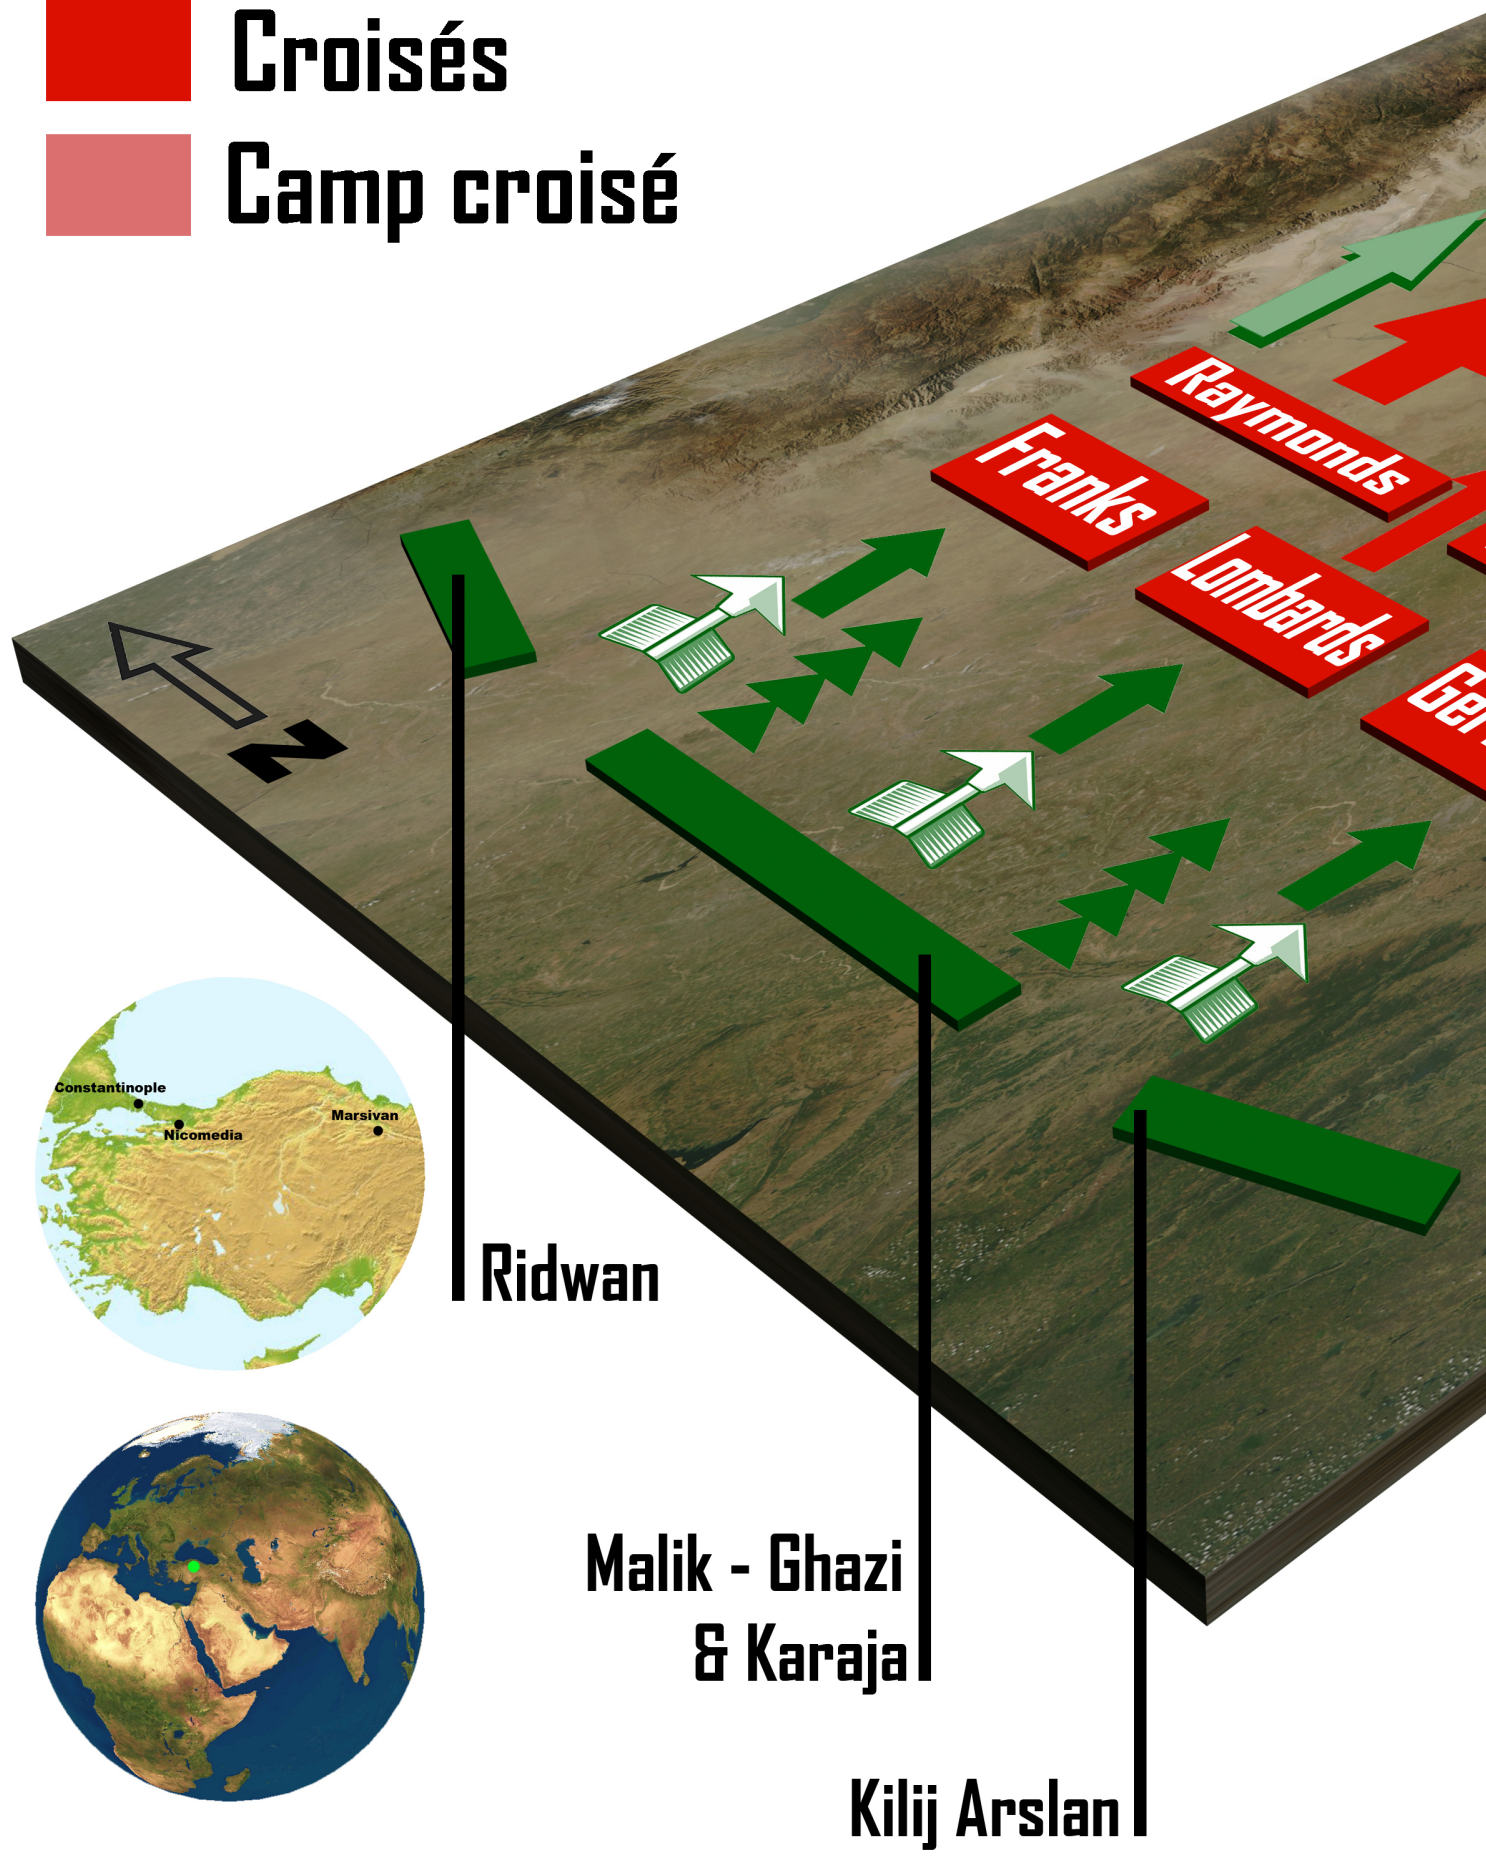 Croisés
Camp croisé
Raymonds
Franks
Lombards
N
Constantinople
Nicomedia
Marsivan
Ridwan
Malik - Ghazi
& Karaja
Kilij Arslan